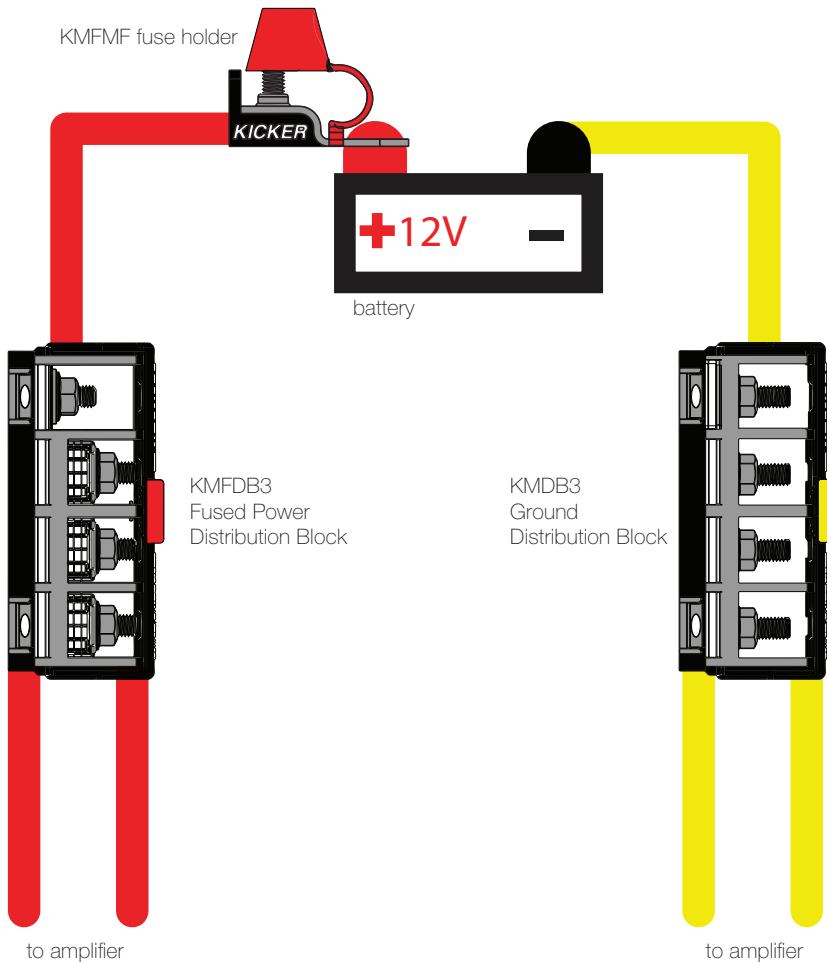 KMFMF fuse holder
KICKER
+12V -
battery
KMFDB3
Fused Power
Distribution Block
KMDB3
Ground
Distribution Block
to amplifier
to amplifier